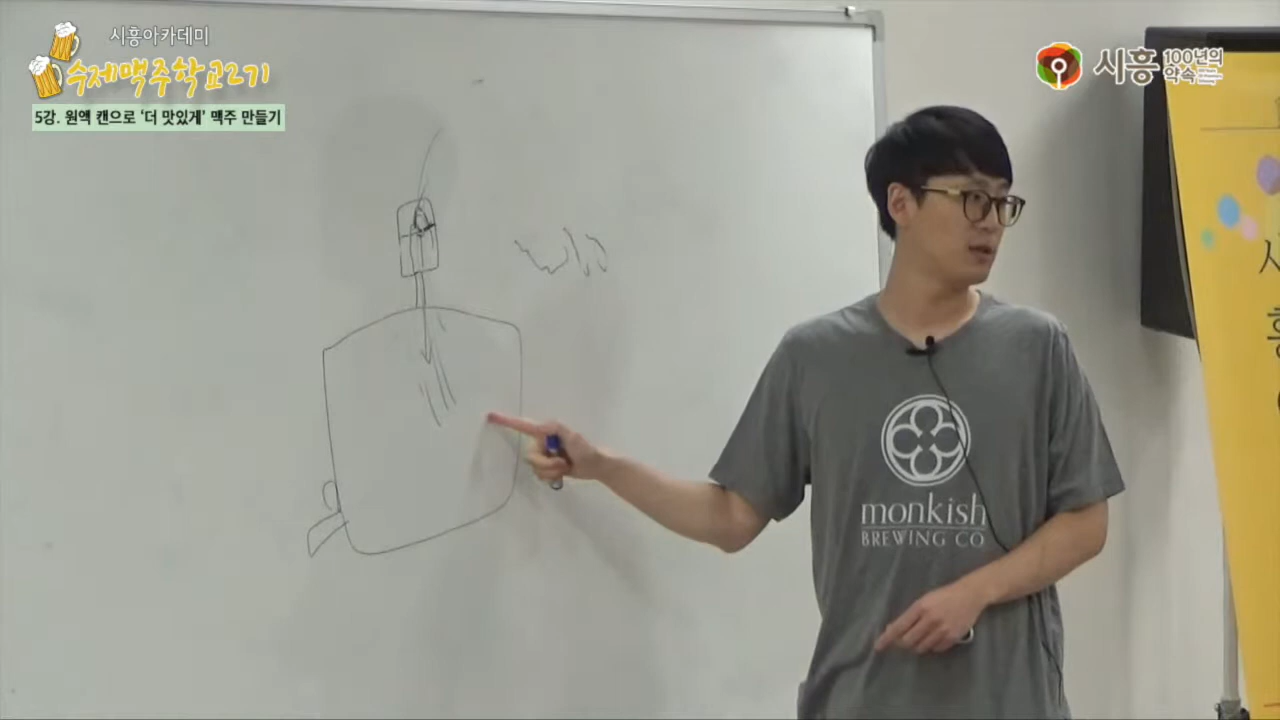 시흥아카데미
수제맥주학교2기
5강. 원액 캔으로 '더 맛있게' 맥주 만들기
시흥 100년의
약속
monkish
BREWING CO
시
흥